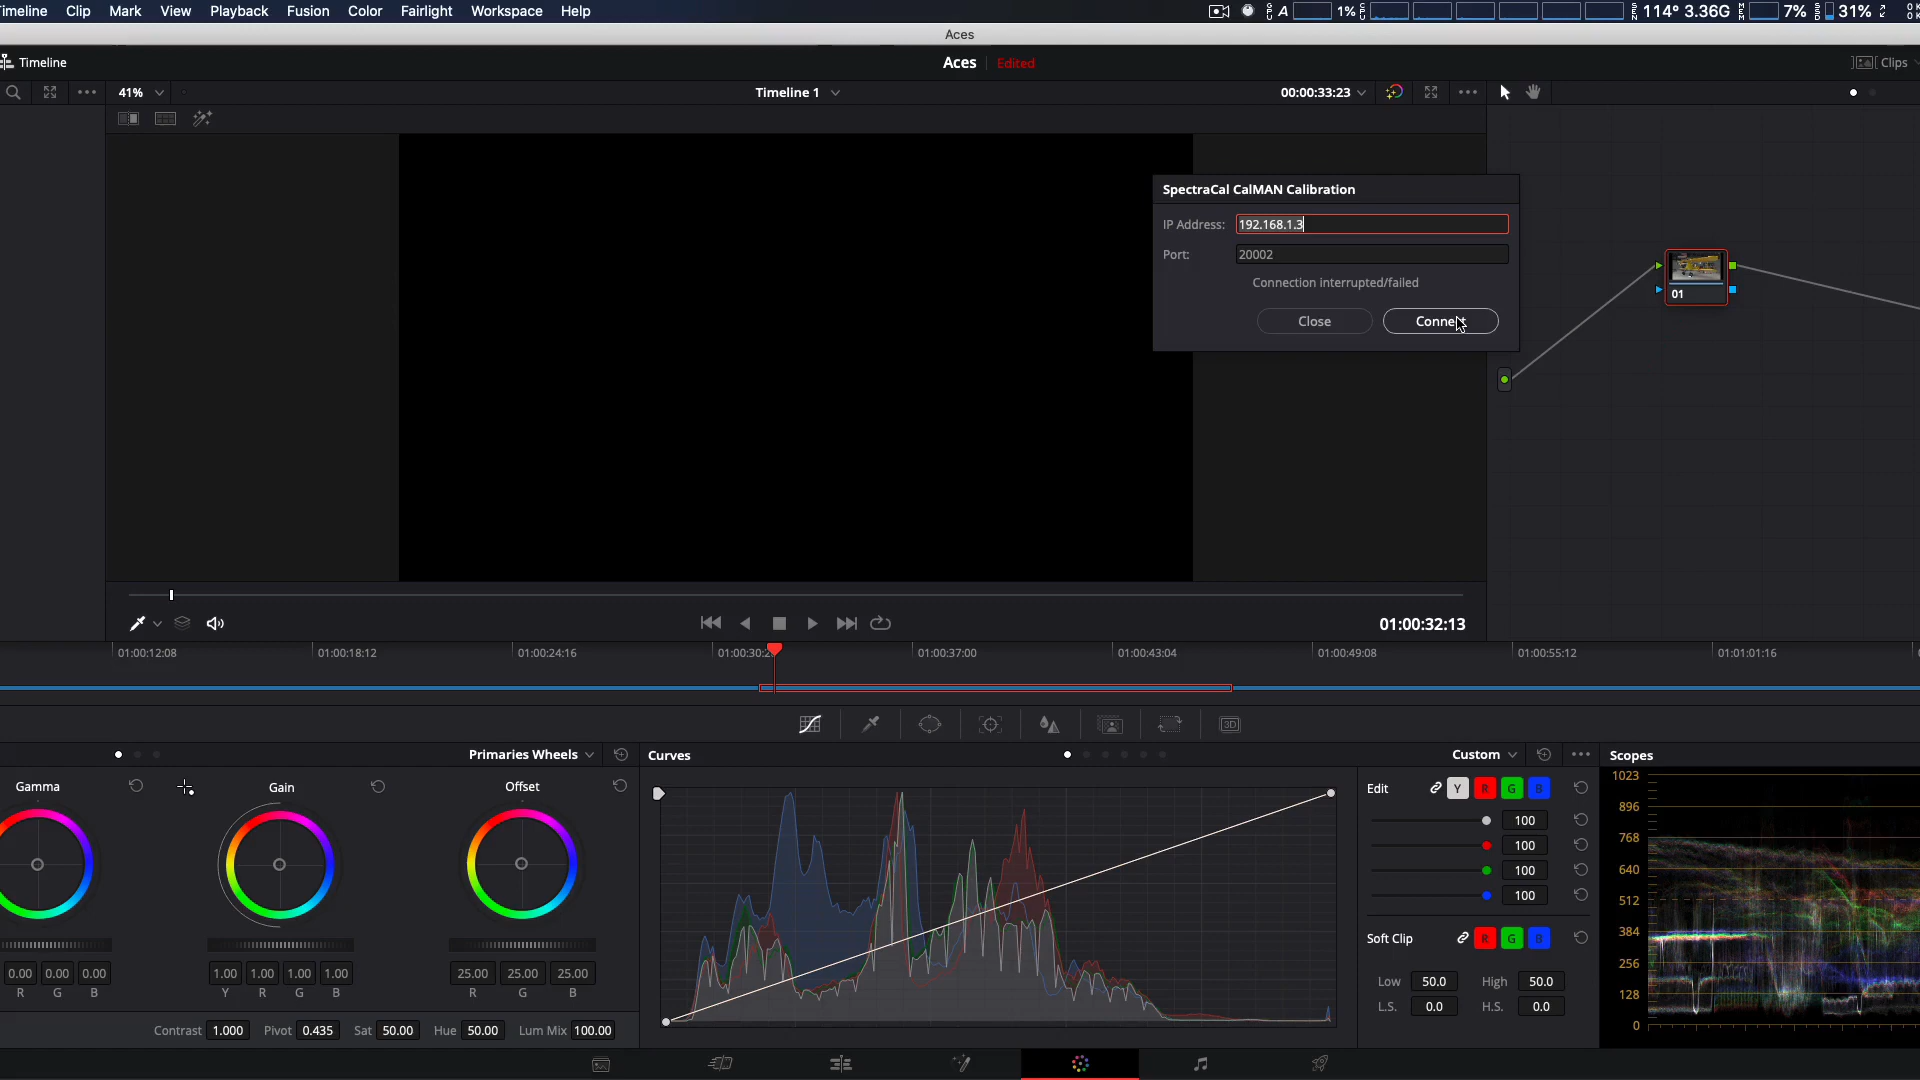 imeline Clip Mark View Playback Fusion Color Fairlight Workspace Help
A 1% 114° 3.36G 7% 31%
Aces
Timeline Aces Edited Clips
41% Timeline 1 00:00:33:23
SpectraCal CalMAN Calibration
IP Address: 192.168.1.3
Port: 20002
Connection interrupted/failed
Close Connect
01
01:00:32:13
01:00:12:08 01:00:18:12 01:00:24:16 01:00:30:2 01:00:37:00 01:00:43:04 01:00:49:08 01:00:55:12 01:01:01:16
3D
Primaries Wheels Curves Custom Scopes
Gamma Gain Offset
0.00 0.00 0.00 1.00 1.00 1.00 1.00 25.00 25.00 25.00
R G B Y R G B R G B
Contrast 1.000 Pivot 0.435 Sat 50.00 Hue 50.00 Lum Mix 100.00
Edit Y R G B
100
100
100
100
Soft Clip R G B
Low 50.0 High 50.0
L.S. 0.0 H.S. 0.0
1023
896
768
640
512
384
256
128
0